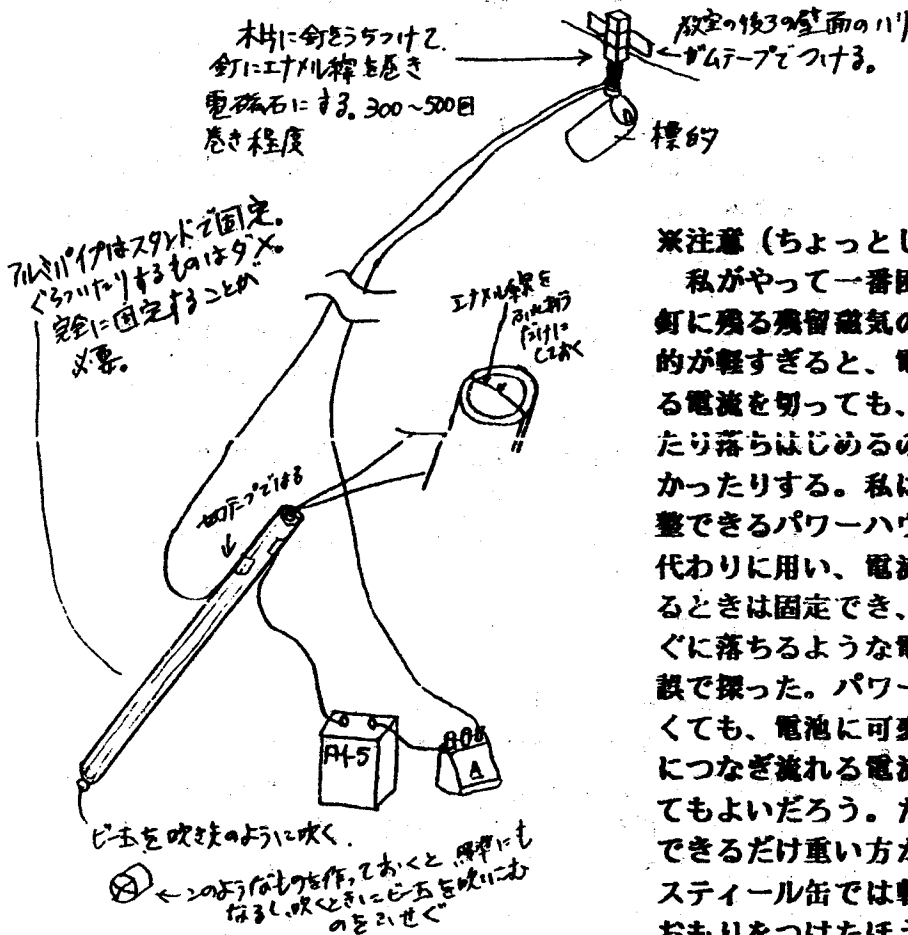 木片に釘をうちつけて、
釘にエナメル線を巻き
電磁石にする。300〜500回
巻き程度
教室の後ろの壁面のハリ
ガムテープでつける。
標的
アルミパイプはスタンドで固定。
ぐらついたりするものはダメ。
完全に固定することが
必要。
エナメル線を
ふれ合う
だけに
しておく
セロテープではる
A
ビー玉を吹き矢のように吹く
このようなものを作っておくと、照準にも
なるし、吹くときにビー玉を吸いこむ
のをふせぐ
※注意（ちょっとし
私がやって一番困
釘に残る残留磁気の
的が軽すぎると、電
る電流を切っても、
たり落ちはじめるの
かったりする。私に
整できるパワーハウ
代わりに用い、電流
るときは固定でき、
ぐに落ちるような電
誤で探った。パワー
くても、電池に可変
につなぎ流れる電流
てもよいだろう。た
できるだけ重い方が
スティール缶では軽
おもりをつけたほう